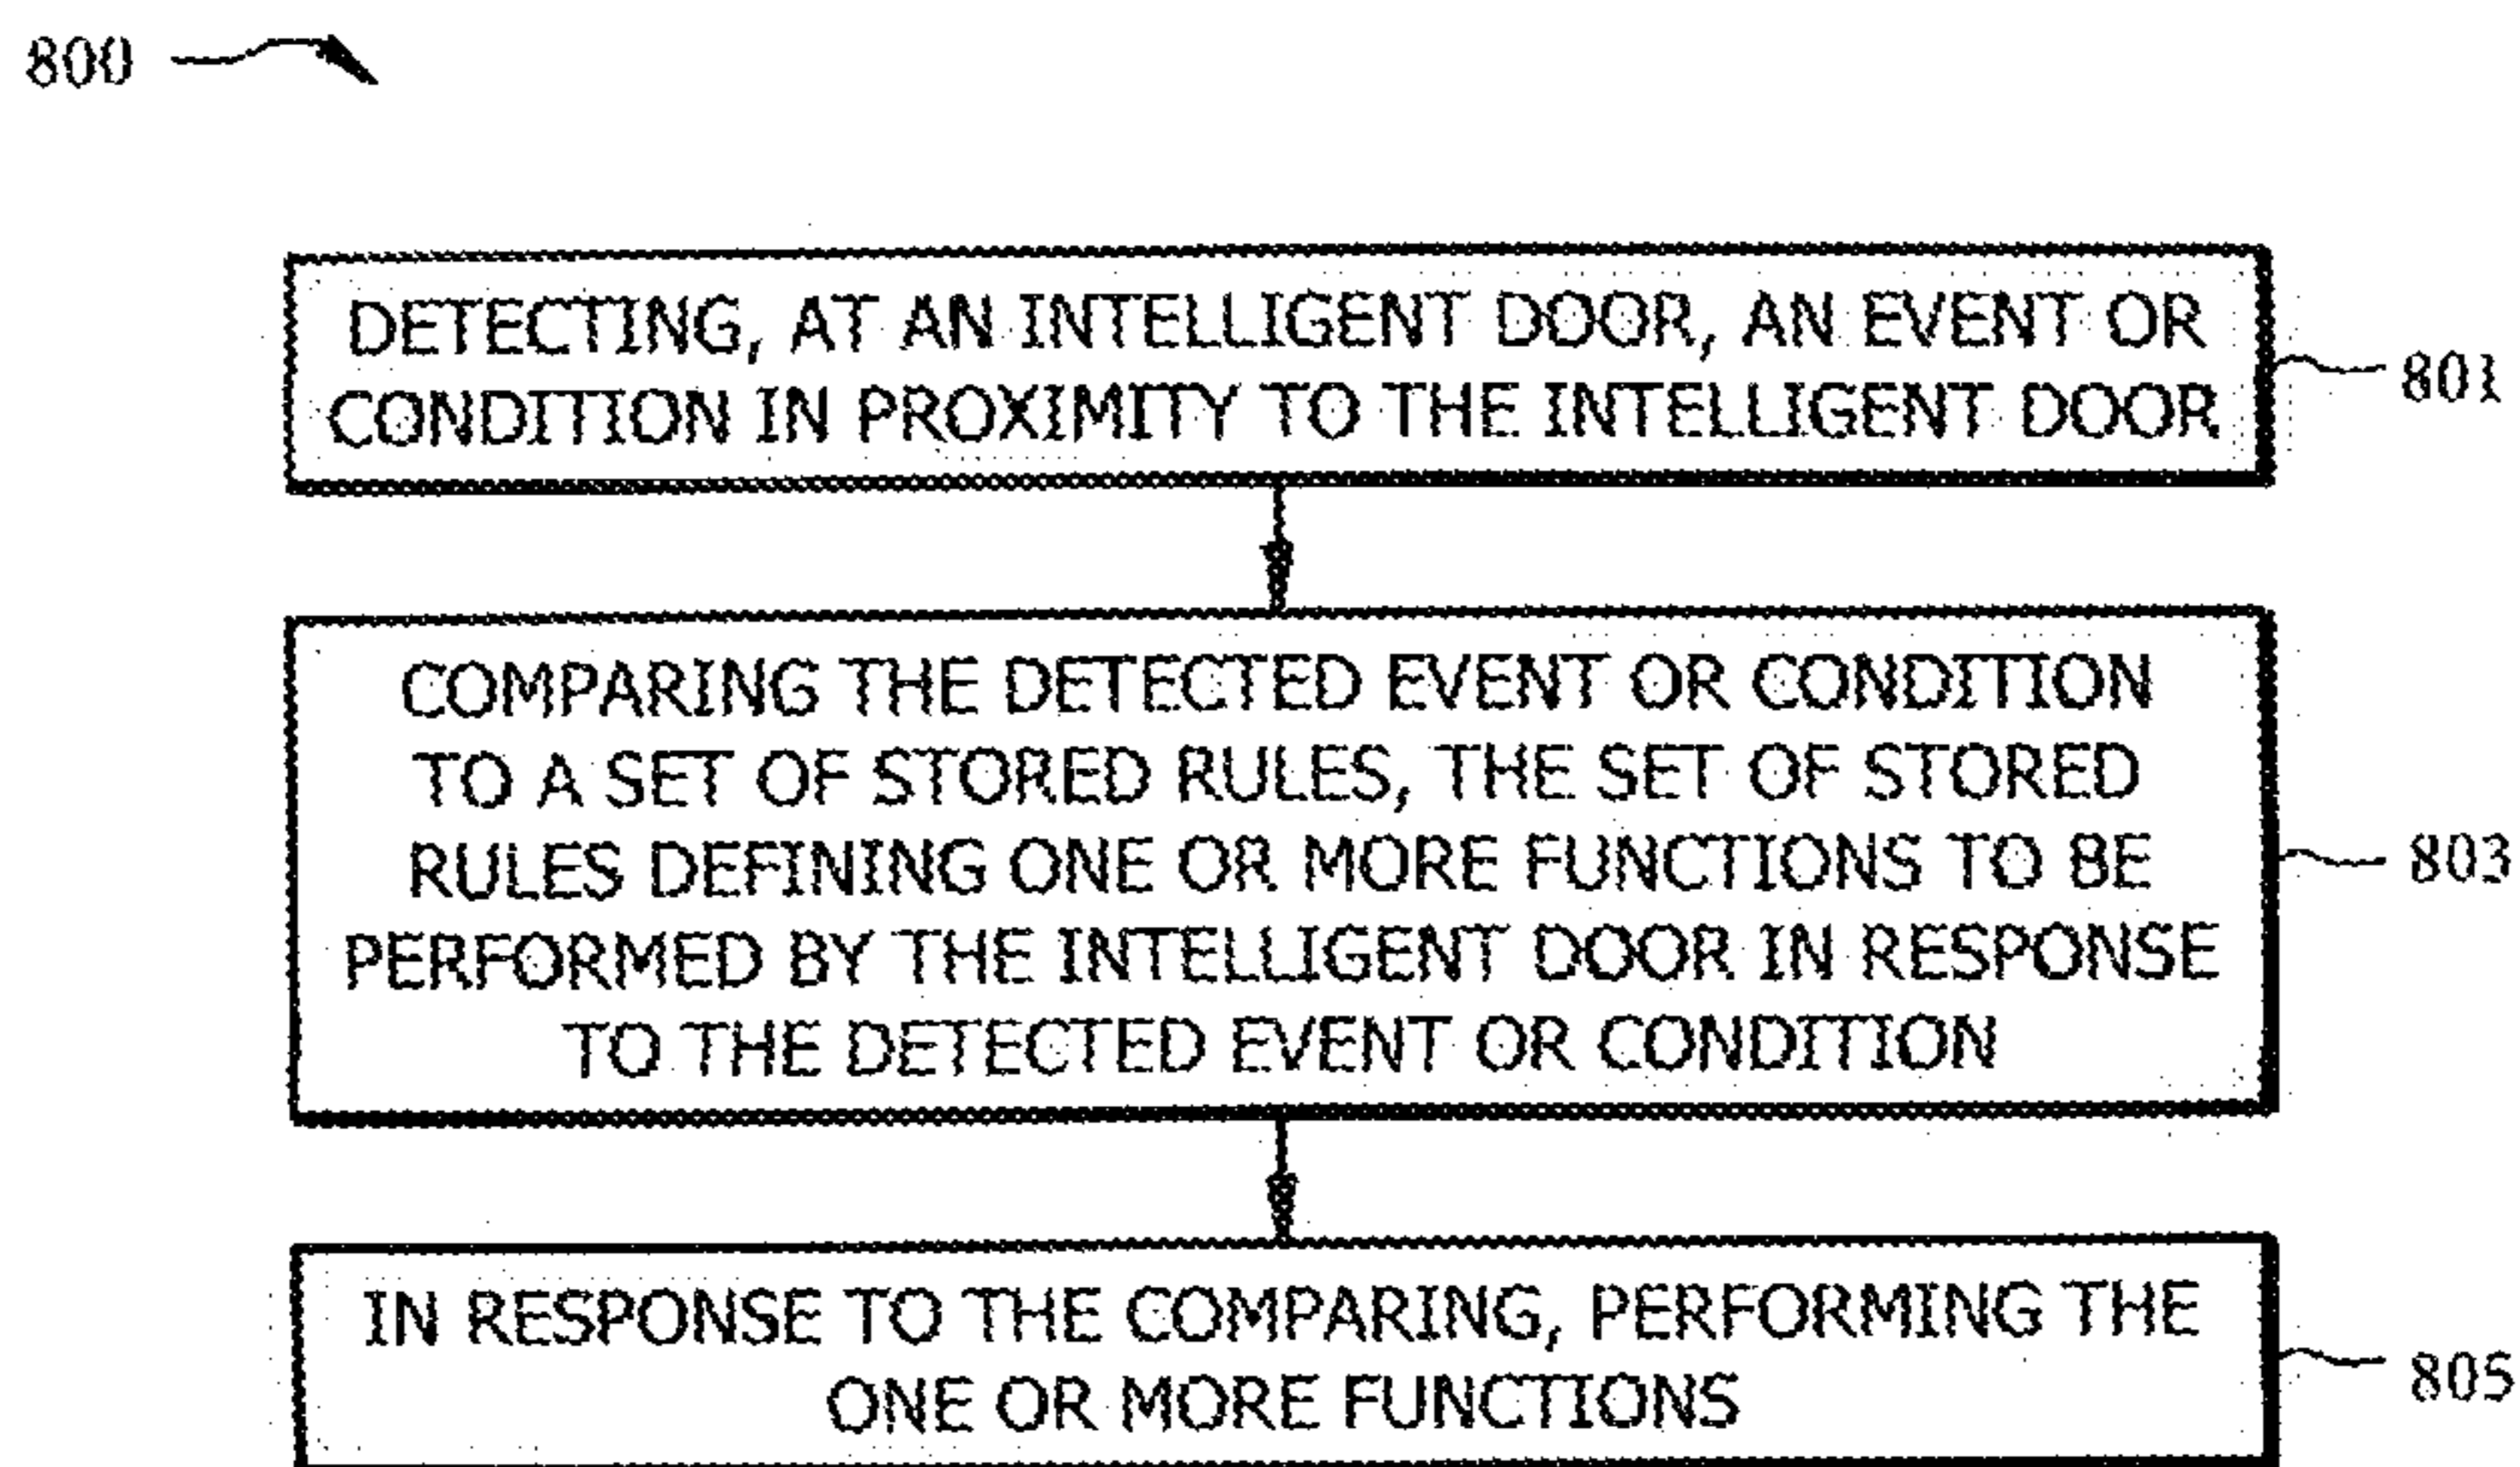 800
DETECTING, AT AN INTELLIGENT DOOR, AN EVENT OR
CONDITION IN PROXIMITY TO THE INTELLIGENT DOOR
801
COMPARING THE DETECTED EVENT OR CONDITION
TO A SET OF STORED RULES, THE SET OF STORED
RULES DEFINING ONE OR MORE FUNCTIONS TO BE
PERFORMED BY THE INTELLIGENT DOOR IN RESPONSE
TO THE DETECTED EVENT OR CONDITION
803
IN RESPONSE TO THE COMPARING, PERFORMING THE
ONE OR MORE FUNCTIONS
805